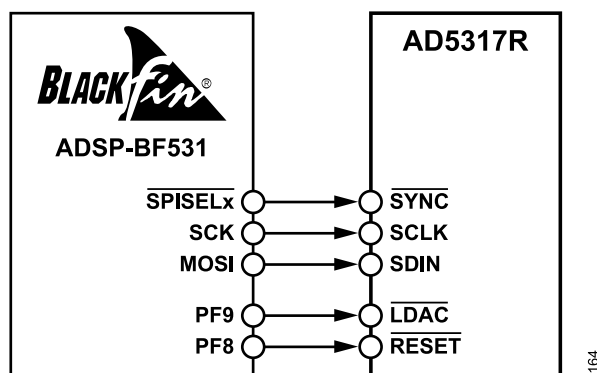 AD5317R
BLACKfin®
ADSP-BF531
SPISELx SYNC
SCK SCLK
MOSI SDIN
PF9 LDAC
PF8 RESET
164